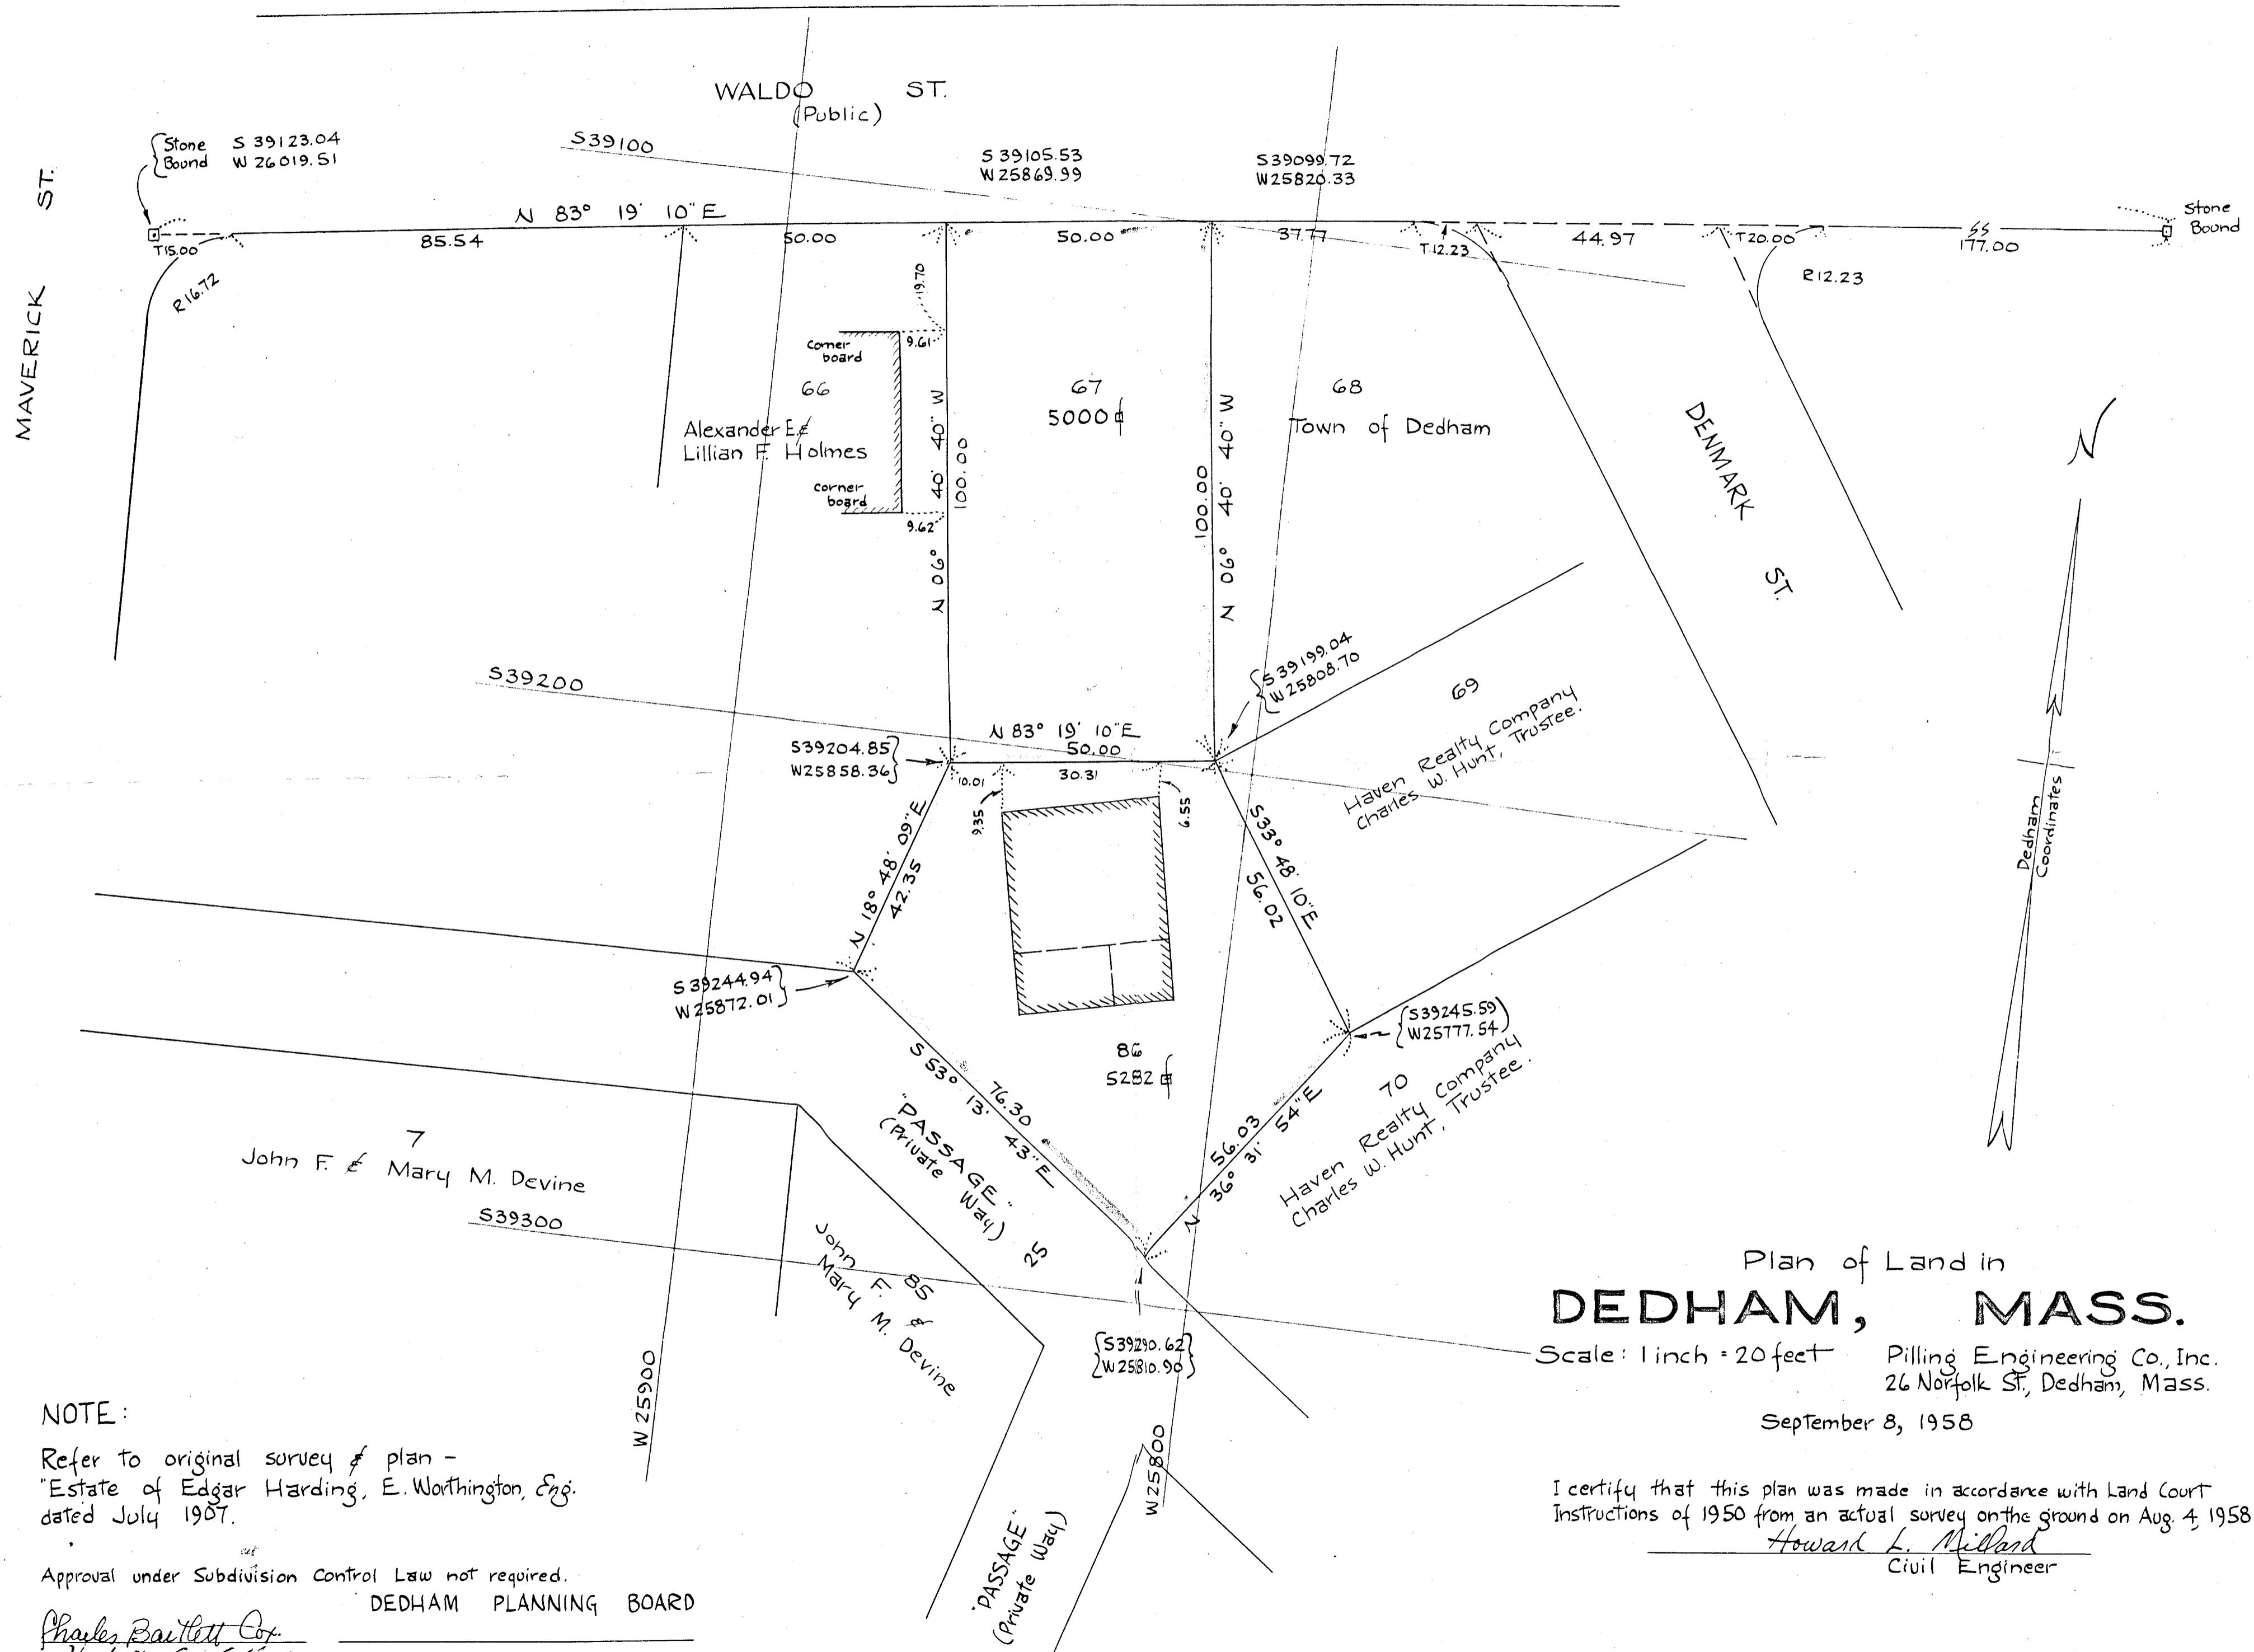 WALDO ST.
(Public)
MAVERICK ST.
Stone Bound S 39123.04 W 26019.51
S39100
S 39105.53
W25869.99
S39099.72
W25820.33
Stone
Bound
N 83° 19' 10" E
T15.00
85.54
50.00
50.00
37.77
T12.23
44.97
T20.00
177.00
R16.72
R12.23
19.70
9.61
Corner
board
66
Alexander E. &
Lillian F. Holmes
corner
board
9.62
N 06° 40' 40" W
100.00
67
5000
100.00
N 06° 40' 40" W
68
Town of Dedham
DENMARK ST.
N
Dedham
Coordinates
S39200
S39204.85
W25858.36
N 83° 19' 10" E
50.00
10.01
30.31
9.35
6.55
S39199.04
W25808.70
69
Haven Realty Company
Charles W. Hunt, Trustee.
N 18° 48' 09" E
42.35
S33° 48' 10" E
56.02
S 39244.94
W 25872.01
S39245.59
W25777.54
86
5282
S 53° 13' 43" E
76.30
56.03
N 36° 31' 54" E
70
Haven Realty Company
Charles W. Hunt, Trustee.
"PASSAGE"
(Private Way)
25
7
John F. & Mary M. Devine
S39300
85
John F. &
Mary M. Devine
S39290.62
W25810.90
W 25900
W25800
"PASSAGE"
(Private Way)
Plan of Land in
DEDHAM, MASS.
Scale: 1 inch = 20 feet
Pilling Engineering Co., Inc.
26 Norfolk St., Dedham, Mass.
September 8, 1958
I certify that this plan was made in accordance with Land Court
Instructions of 1950 from an actual survey on the ground on Aug. 4, 1958
Howard L. Millard
Civil Engineer
NOTE:
Refer to original survey & plan -
"Estate of Edgar Harding, E. Worthington, Eng.
dated July 1907.
Approval under Subdivision Control Law not required.
DEDHAM PLANNING BOARD
Charles Bartlett Cox